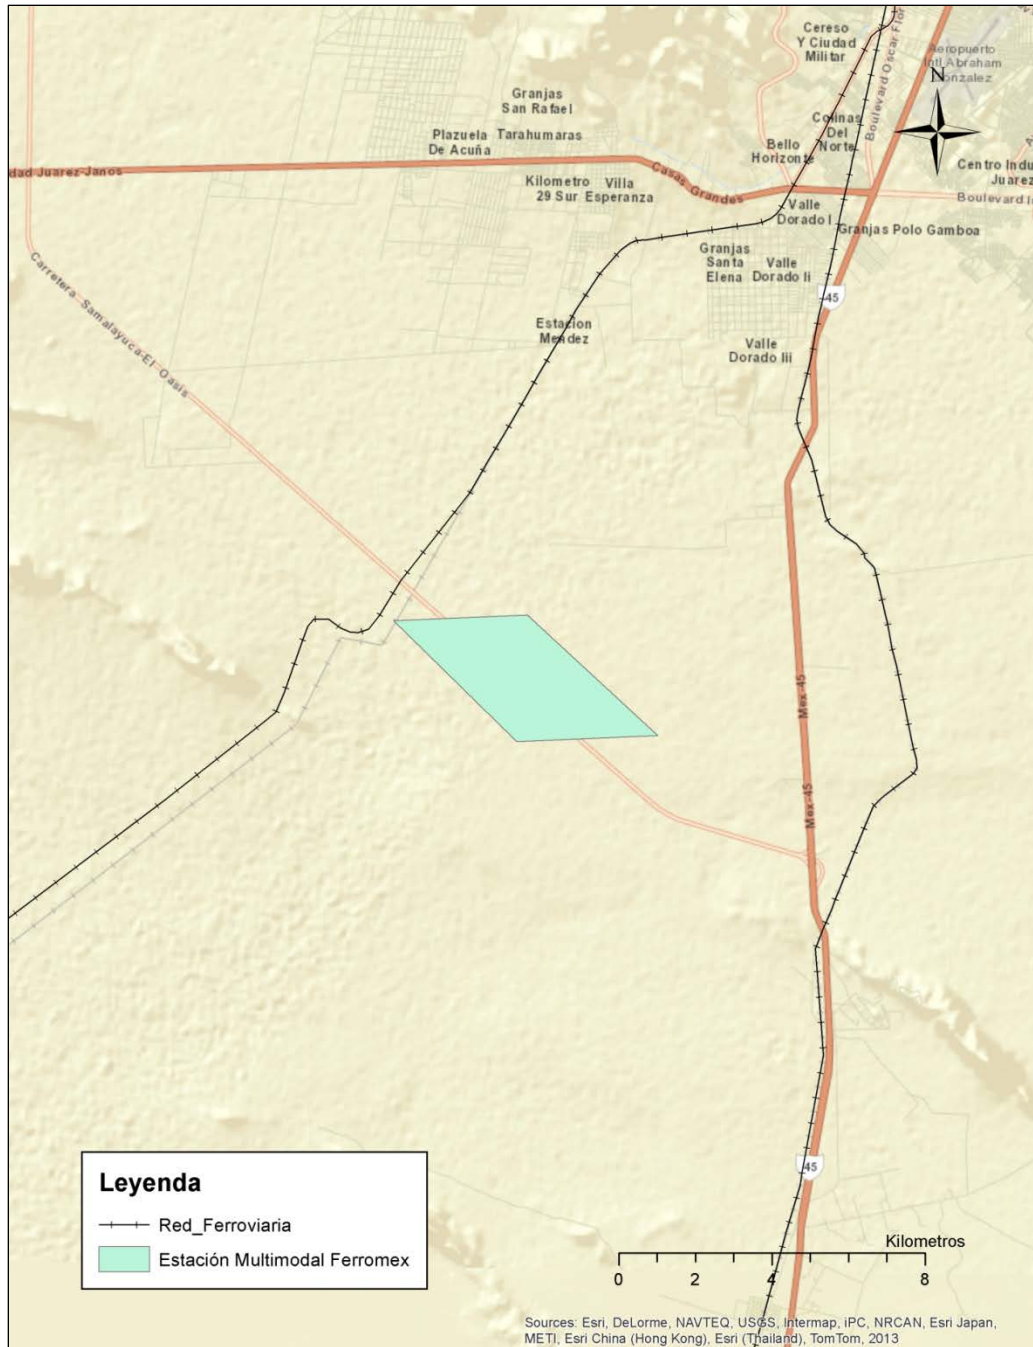 Cereso
Y Ciudad
Militar
Boulevard Oscar Flor
Aeropuerto
Intl Abraham
Gonzalez
N
Granjas
San Rafael
Plazuela
De Acuña
Tarahumaras
Colinas
Del
Norte
Bello
Horizonte
Centro Indu
Juarez
dad Juarez-Janos
Kilometro
29 Sur
Villa
Esperanza
Casas Grandes
Valle
Dorado I
Granjas Polo Gamboa
Granjas
Santa
Elena
Valle
Dorado Ii
45
Carretera Samalayuca-El Oasis
Estacion
Mendez
Valle
Dorado Iii
Mex-45
Mex-45
45
Leyenda
Red_Ferroviaria
Estación Multimodal Ferromex
Kilometros
0 2 4 6 8
Sources: Esri, DeLorme, NAVTEQ, USGS, Intermap, iPC, NRCAN, Esri Japan,
METI, Esri China (Hong Kong), Esri (Thailand), TomTom, 2013